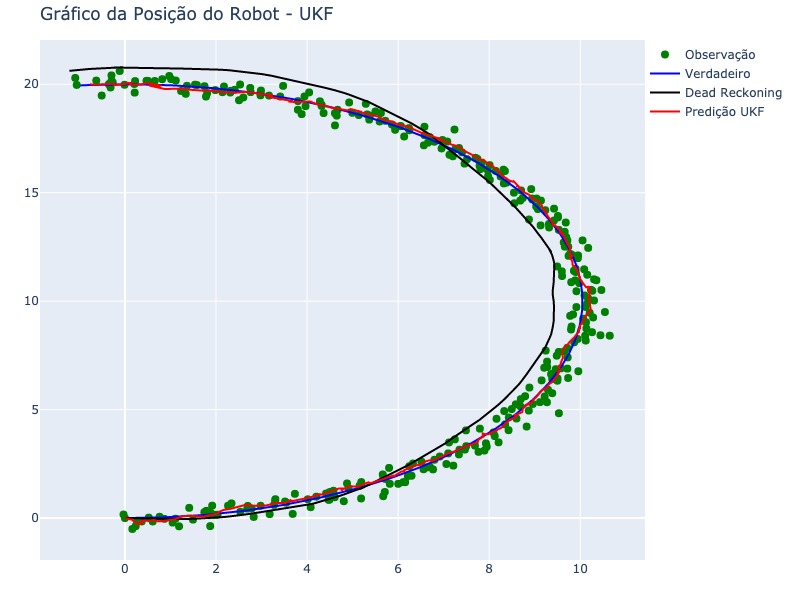 Gráfico da Posição do Robot - UKF
Observação
Verdadeiro
Dead Reckoning
Predição UKF
20
15
10
5
0
0 2 4 6 8 10